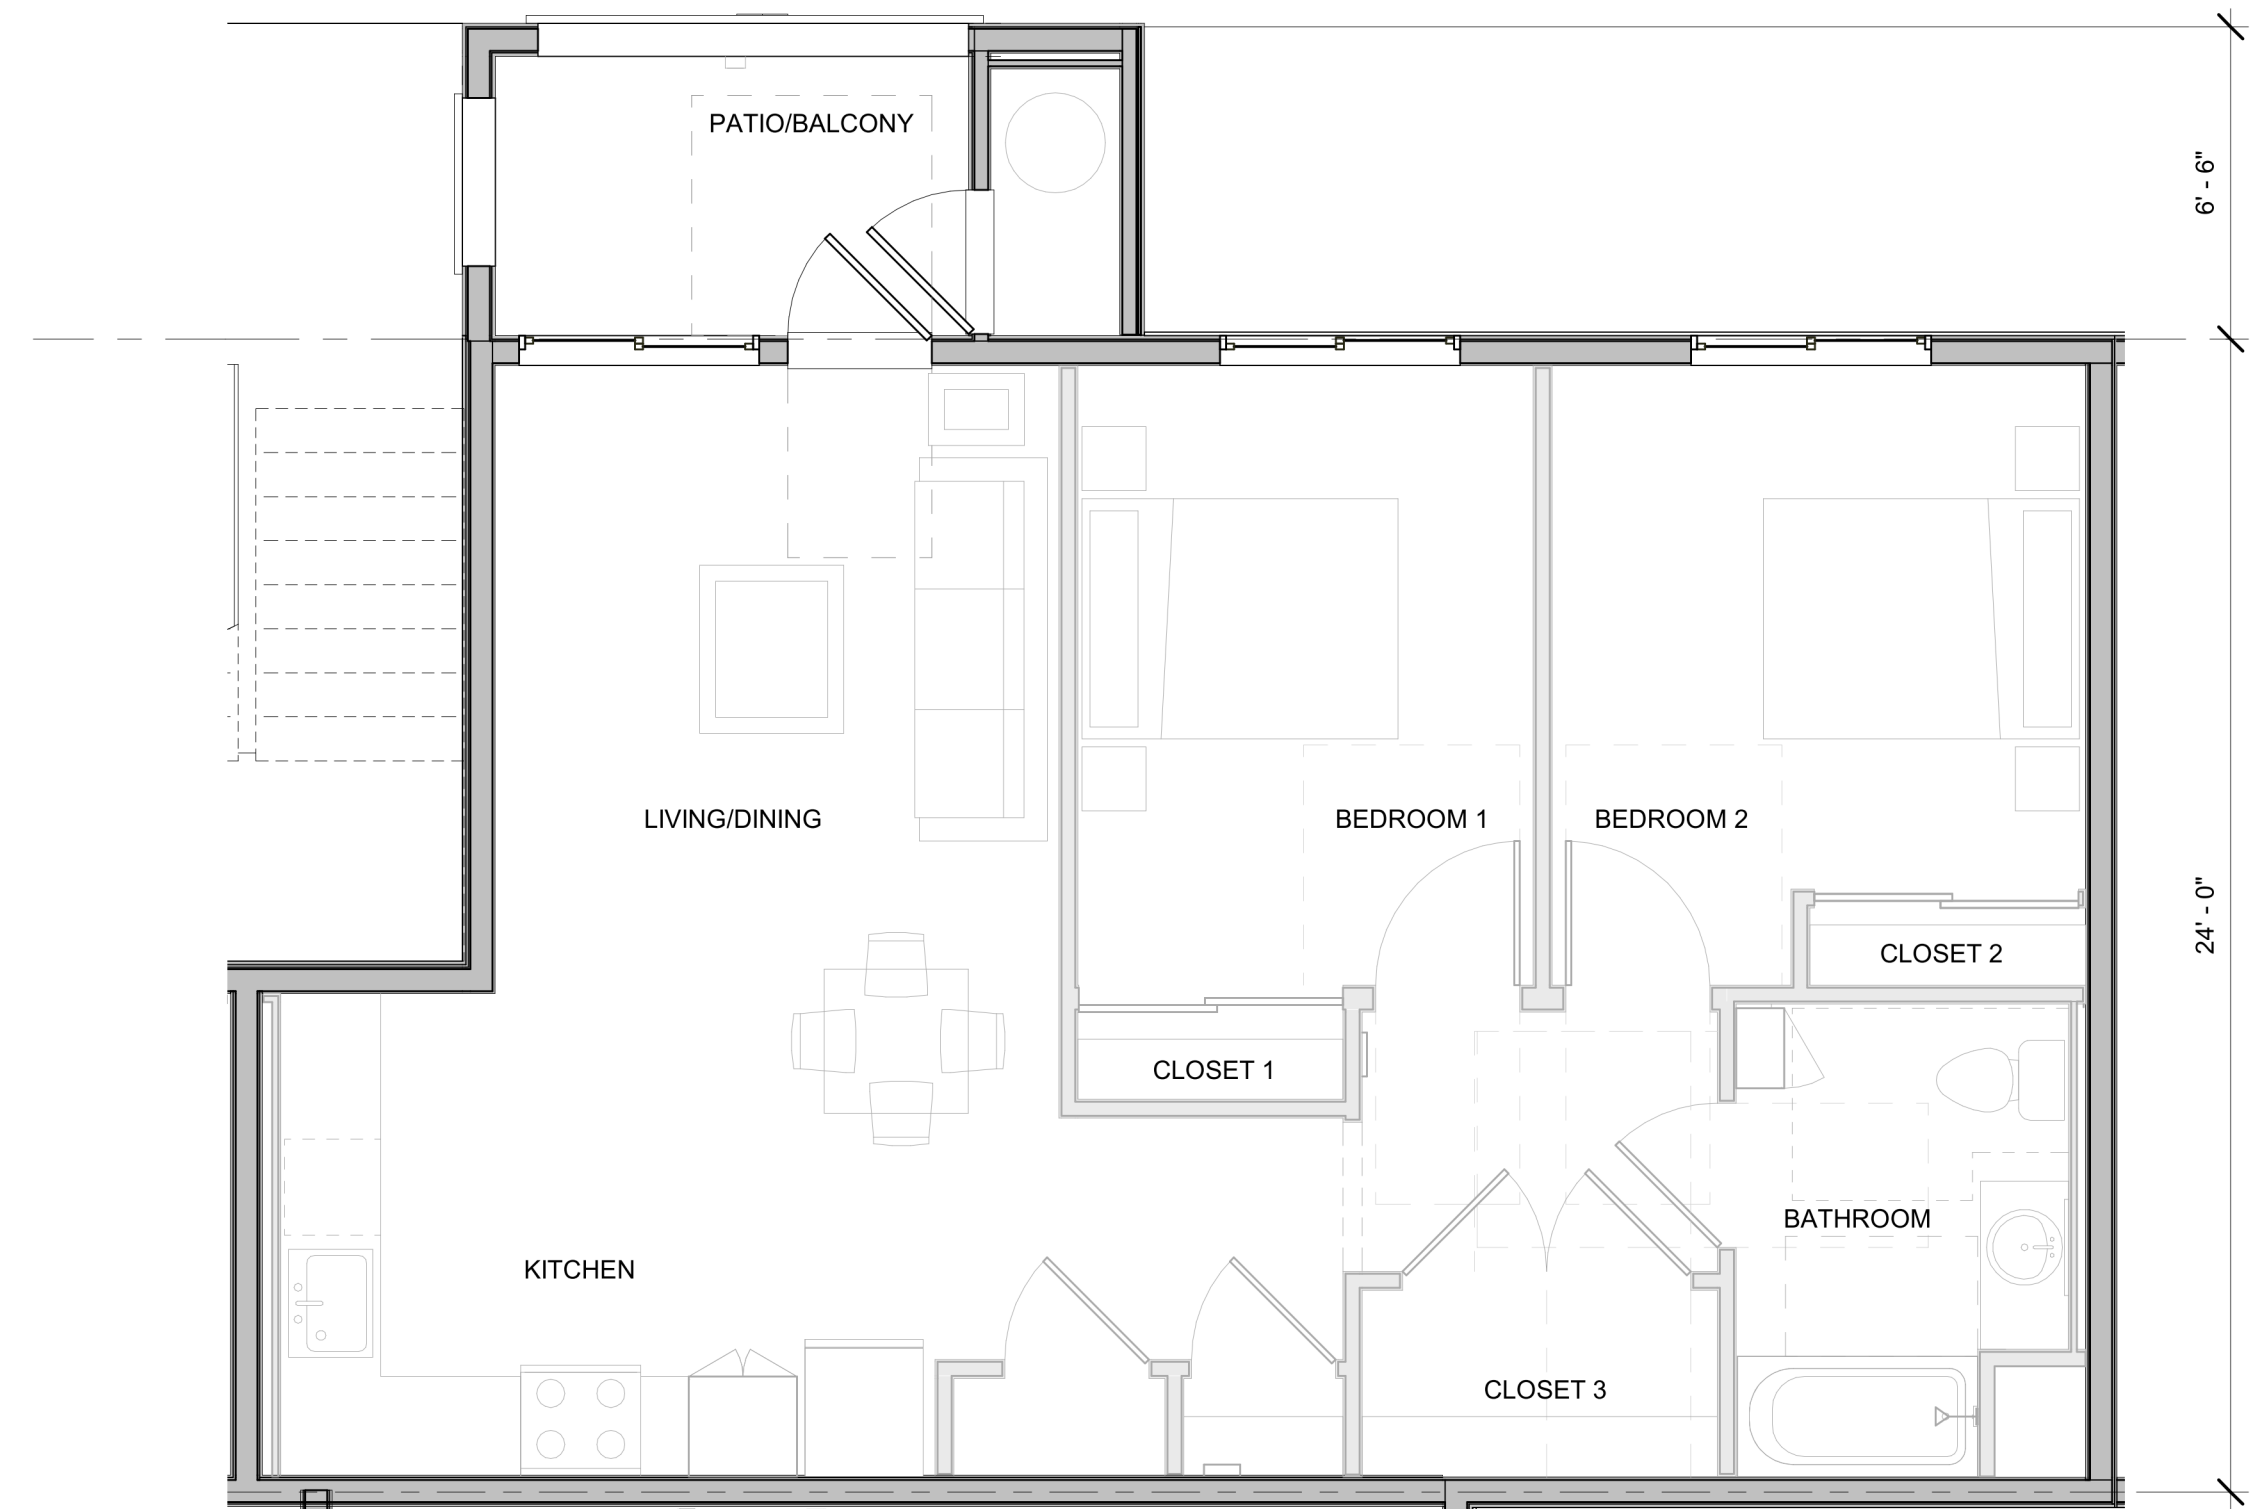 PATIO/BALCONY
6' - 6"
LIVING/DINING
BEDROOM 1
BEDROOM 2
24' - 0"
CLOSET 2
CLOSET 1
BATHROOM
KITCHEN
CLOSET 3